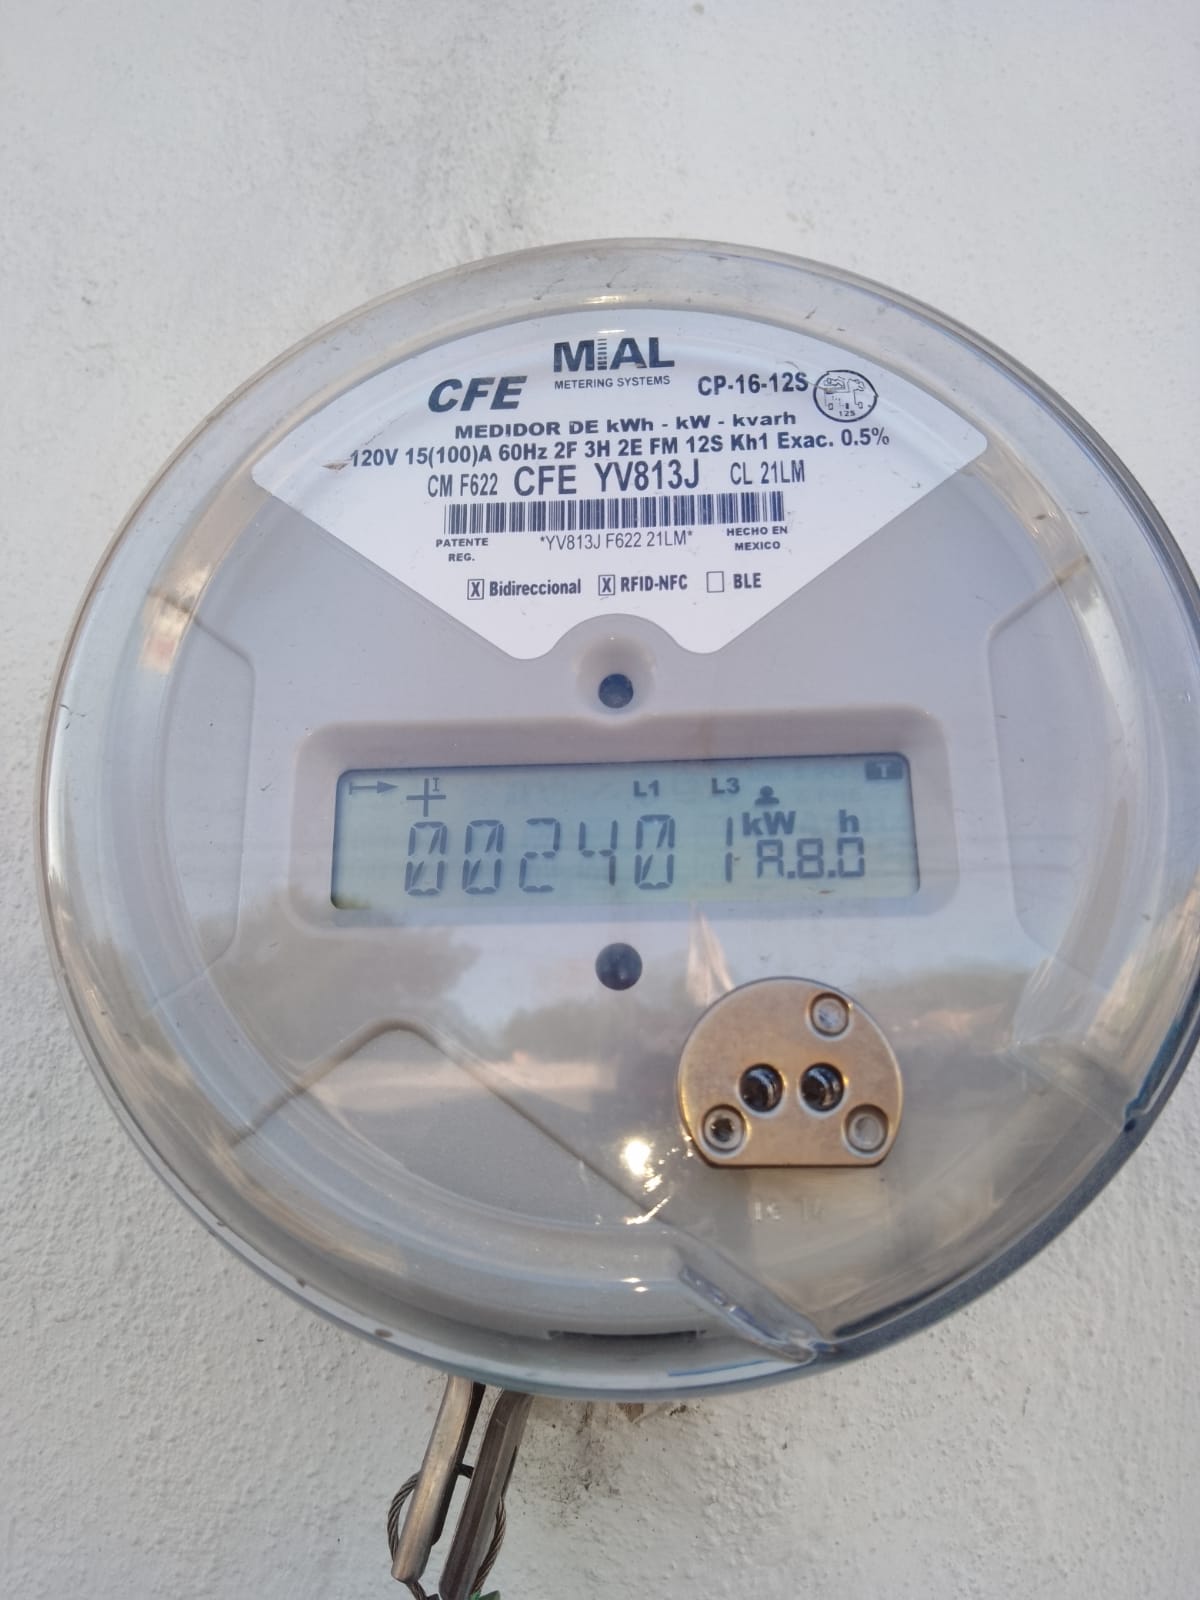 MIAL
METERING SYSTEMS
CFE
CP-16-12S
12S
MEDIDOR DE kWh - kW - kvarh
120V 15(100)A 60Hz 2F 3H 2E FM 12S Kh1 Exac. 0.5%
CM F622 CFE YV813J CL 21LM
PATENTE REG.
*YV813J F622 21LM*
HECHO EN MEXICO
X Bidireccional X RFID-NFC BLE
L1 L3 T
002401 kW h
A.8.0